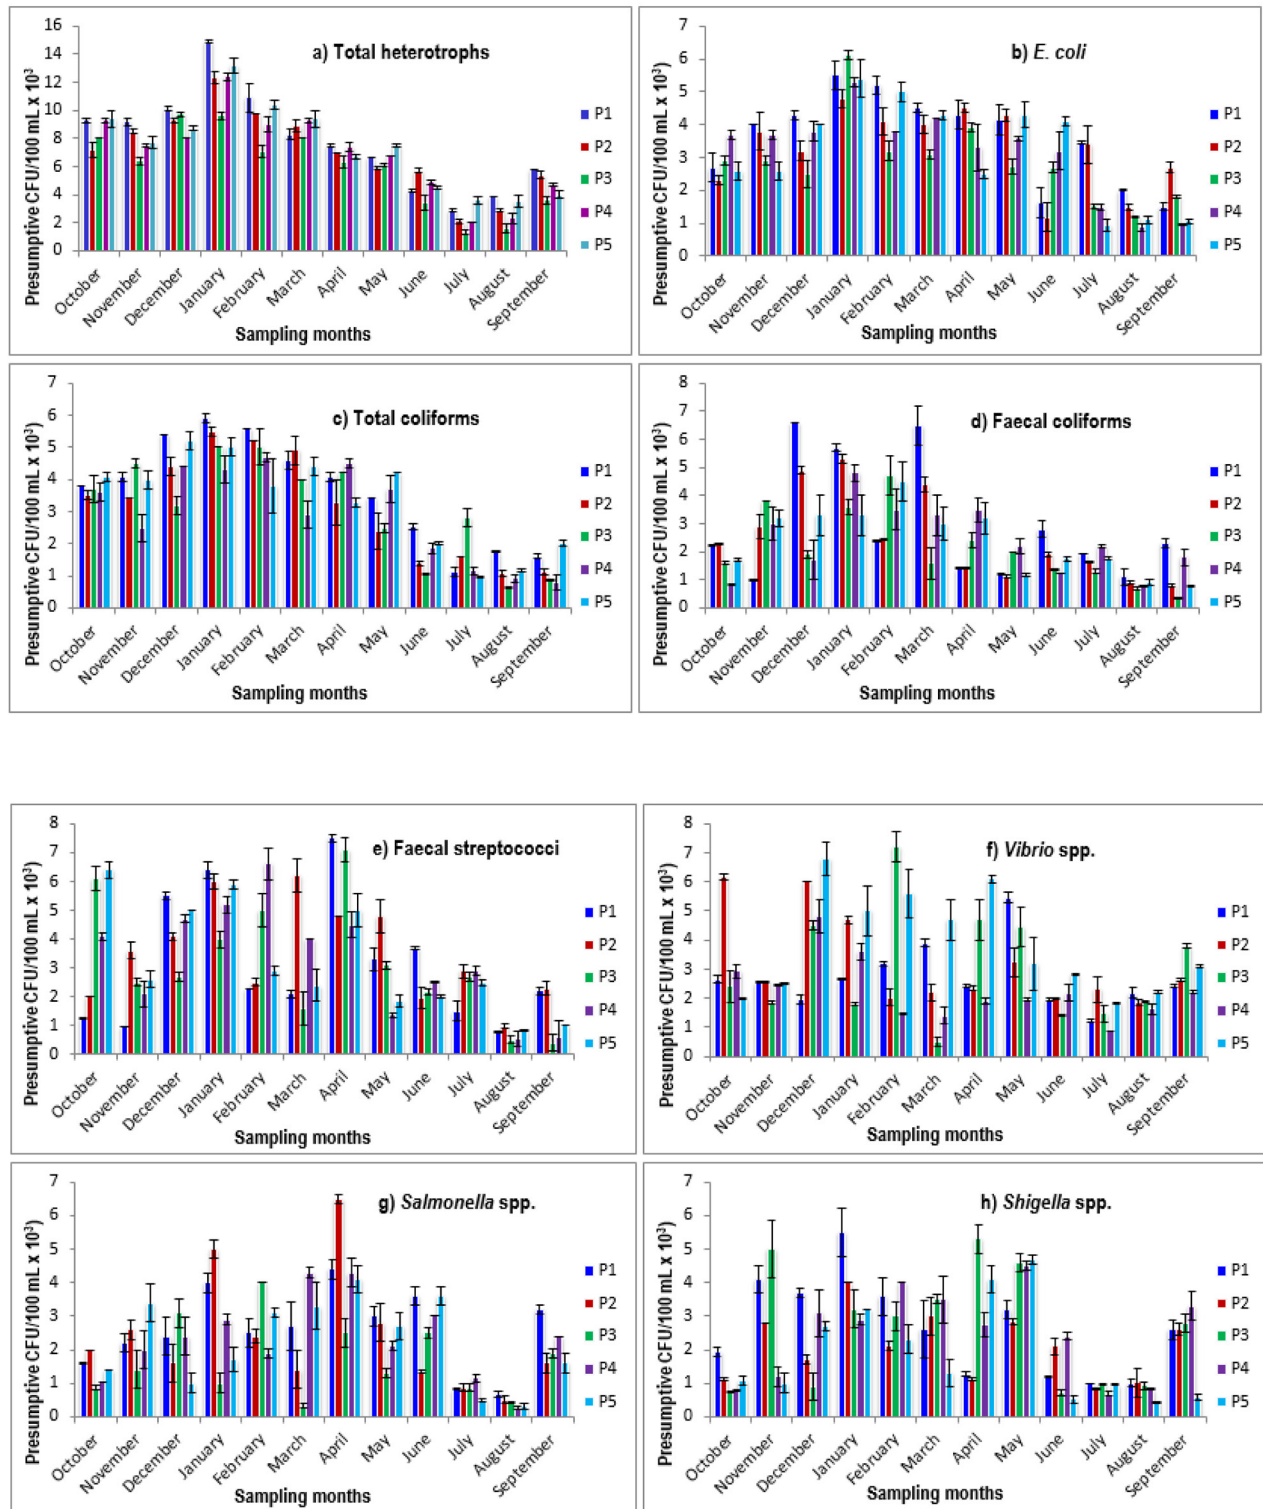 a) Total heterotrophs
Presumptive CFU/100 mL x 10³
16
14
12
10
8
6
4
2
0
October
November
December
January
February
March
April
May
June
July
August
September
Sampling months
P1
P2
P3
P4
P5
b) E. coli
Presumptive CFU/100 mL x 10³
7
6
5
4
3
2
1
0
October
November
December
January
February
March
April
May
June
July
August
September
Sampling months
P1
P2
P3
P4
P5
c) Total coliforms
Presumptive CFU/100 mL x 10³
7
6
5
4
3
2
1
0
October
November
December
January
February
March
April
May
June
July
August
September
Sampling months
P1
P2
P3
P4
P5
d) Faecal coliforms
Presumptive CFU/100 mL x 10³
8
7
6
5
4
3
2
1
0
October
November
December
January
February
March
April
May
June
July
August
September
Sampling months
P1
P2
P3
P4
P5
e) Faecal streptococci
Presumptive CFU/100 mL x 10³
8
7
6
5
4
3
2
1
0
October
November
December
January
February
March
April
May
June
July
August
September
Sampling months
P1
P2
P3
P4
P5
f) Vibrio spp.
Presumptive CFU/100 mL x 10³
8
7
6
5
4
3
2
1
0
October
November
December
January
February
March
April
May
June
July
August
September
Sampling months
P1
P2
P3
P4
P5
g) Salmonella spp.
Presumptive CFU/100 mL x 10³
7
6
5
4
3
2
1
0
October
November
December
January
February
March
April
May
June
July
August
September
Sampling months
P1
P2
P3
P4
P5
h) Shigella spp.
Presumptive CFU/100 mL x 10³
7
6
5
4
3
2
1
0
October
November
December
January
February
March
April
May
June
July
August
September
Sampling months
P1
P2
P3
P4
P5